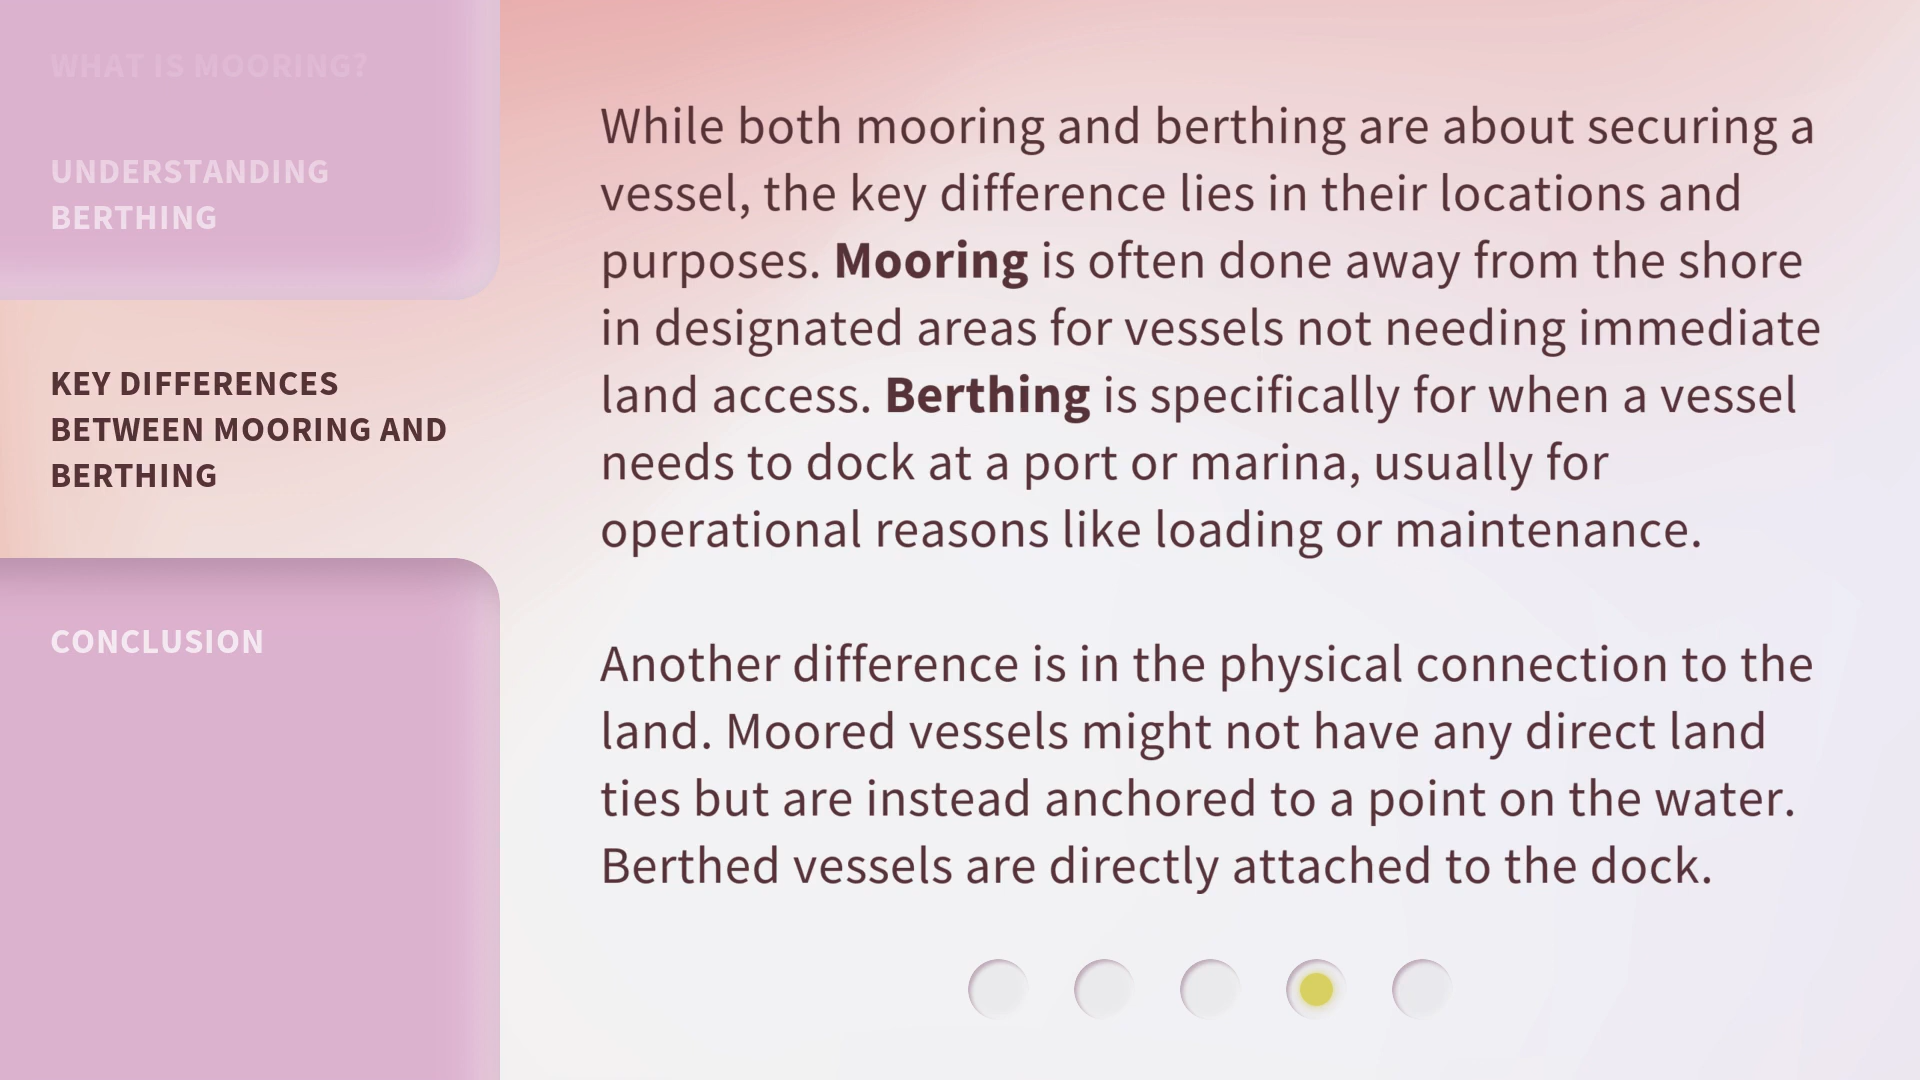 WHAT IS MOORING?
UNDERSTANDING
BERTHING
KEY DIFFERENCES
BETWEEN MOORING AND
BERTHING
CONCLUSION
While both mooring and berthing are about securing a
vessel, the key difference lies in their locations and
purposes. Mooring is often done away from the shore
in designated areas for vessels not needing immediate
land access. Berthing is specifically for when a vessel
needs to dock at a port or marina, usually for
operational reasons like loading or maintenance.
Another difference is in the physical connection to the
land. Moored vessels might not have any direct land
ties but are instead anchored to a point on the water.
Berthed vessels are directly attached to the dock.